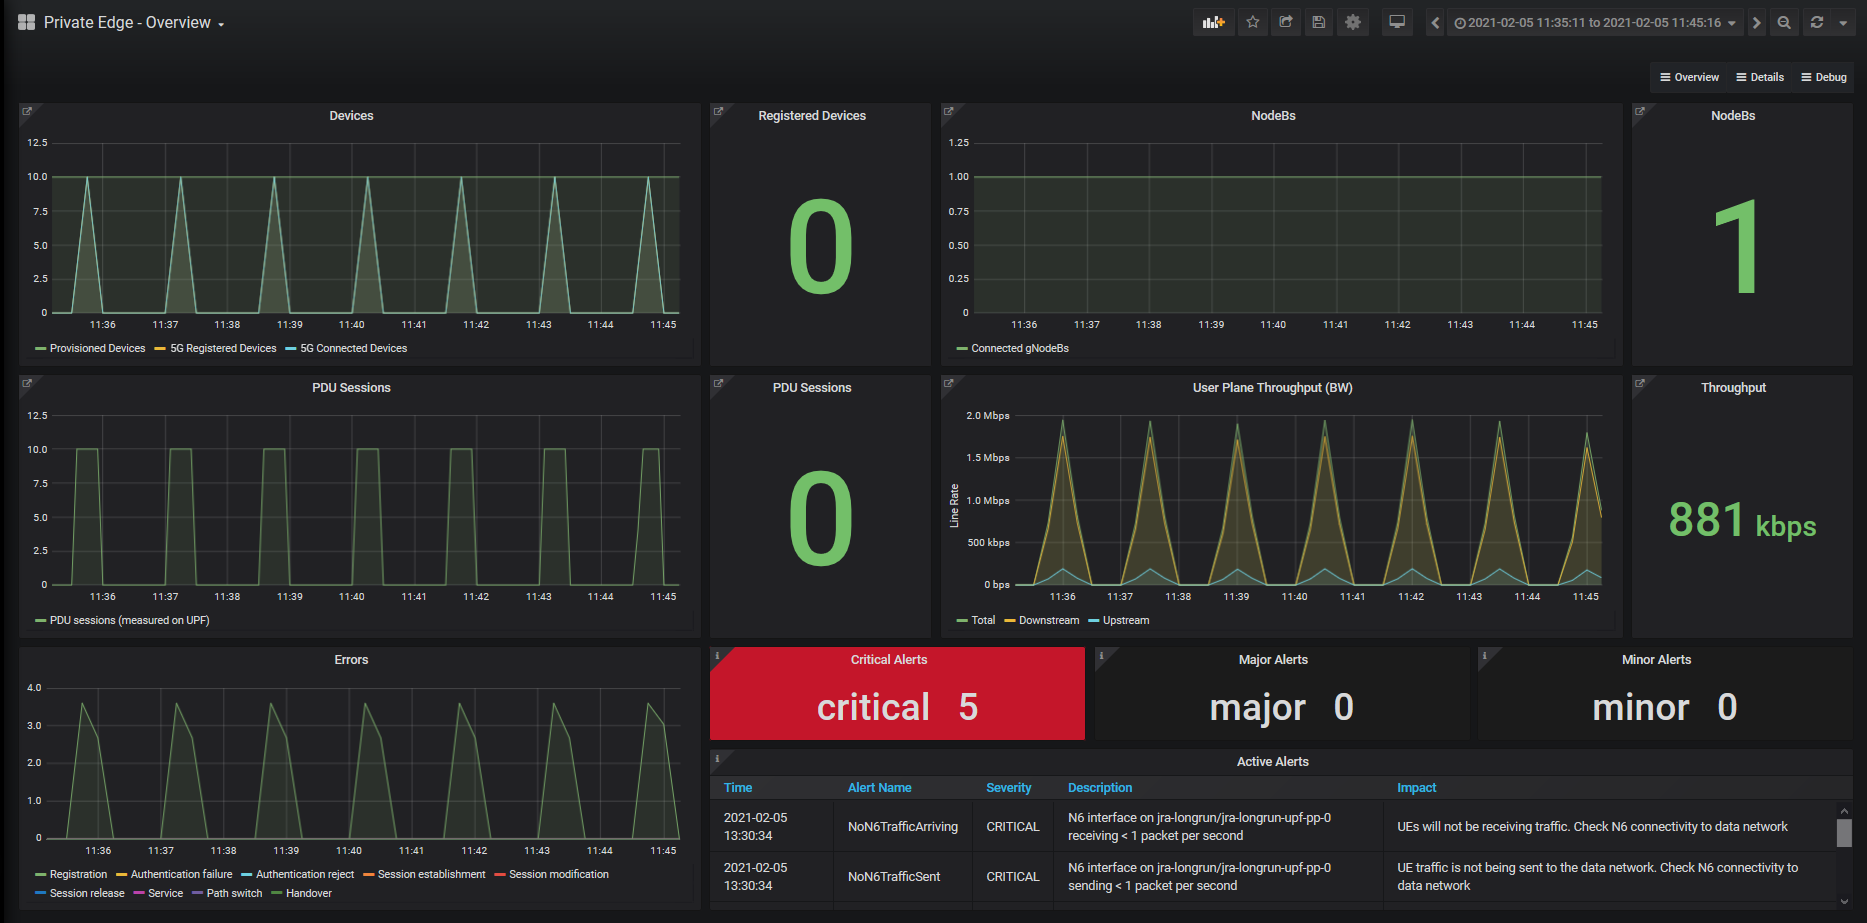 Private Edge - Overview
2021-02-05 11:35:11 to 2021-02-05 11:45:16
Overview Details Debug
Devices
12.5
10.0
7.5
5.0
2.5
0
11:36 11:37 11:38 11:39 11:40 11:41 11:42 11:43 11:44 11:45
Provisioned Devices 5G Registered Devices 5G Connected Devices
Registered Devices
0
NodeBs
1.25
1.00
0.75
0.50
0.25
0
11:36 11:37 11:38 11:39 11:40 11:41 11:42 11:43 11:44 11:45
Connected gNodeBs
NodeBs
1
PDU Sessions
12.5
10.0
7.5
5.0
2.5
0
11:36 11:37 11:38 11:39 11:40 11:41 11:42 11:43 11:44 11:45
PDU sessions (measured on UPF)
PDU Sessions
0
User Plane Throughput (BW)
Line Rate
2.0 Mbps
1.5 Mbps
1.0 Mbps
500 kbps
0 bps
11:36 11:37 11:38 11:39 11:40 11:41 11:42 11:43 11:44 11:45
Total Downstream Upstream
Throughput
881 kbps
Errors
4.0
3.0
2.0
1.0
0
11:36 11:37 11:38 11:39 11:40 11:41 11:42 11:43 11:44 11:45
Registration Authentication failure Authentication reject Session establishment Session modification
Session release Service Path switch Handover
Critical Alerts
critical 5
Major Alerts
major 0
Minor Alerts
minor 0
Active Alerts
Time Alert Name Severity Description Impact
2021-02-05
13:30:34
NoN6TrafficArriving
CRITICAL
N6 interface on jra-longrun/jra-longrun-upf-pp-0
receiving < 1 packet per second
UEs will not be receiving traffic. Check N6 connectivity to data network
2021-02-05
13:30:34
NoN6TrafficSent
CRITICAL
N6 interface on jra-longrun/jra-longrun-upf-pp-0
sending < 1 packet per second
UE traffic is not being sent to the data network. Check N6 connectivity to
data network